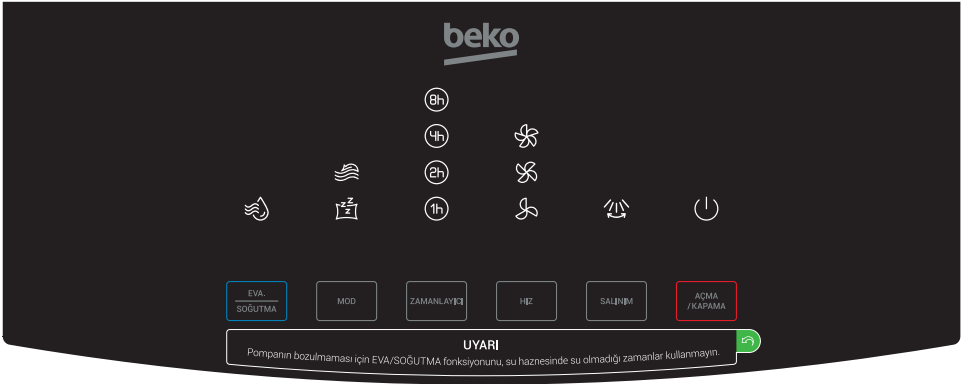 beko
8h
4h
2h
1h
z z z
EVA.
SOĞUTMA
MOD
ZAMANLAYICI
HIZ
SALINIM
AÇMA
/KAPAMA
UYARI
Pompanın bozulmaması için EVA/SOĞUTMA fonksiyonunu, su haznesinde su olmadığı zamanlar kullanmayın.